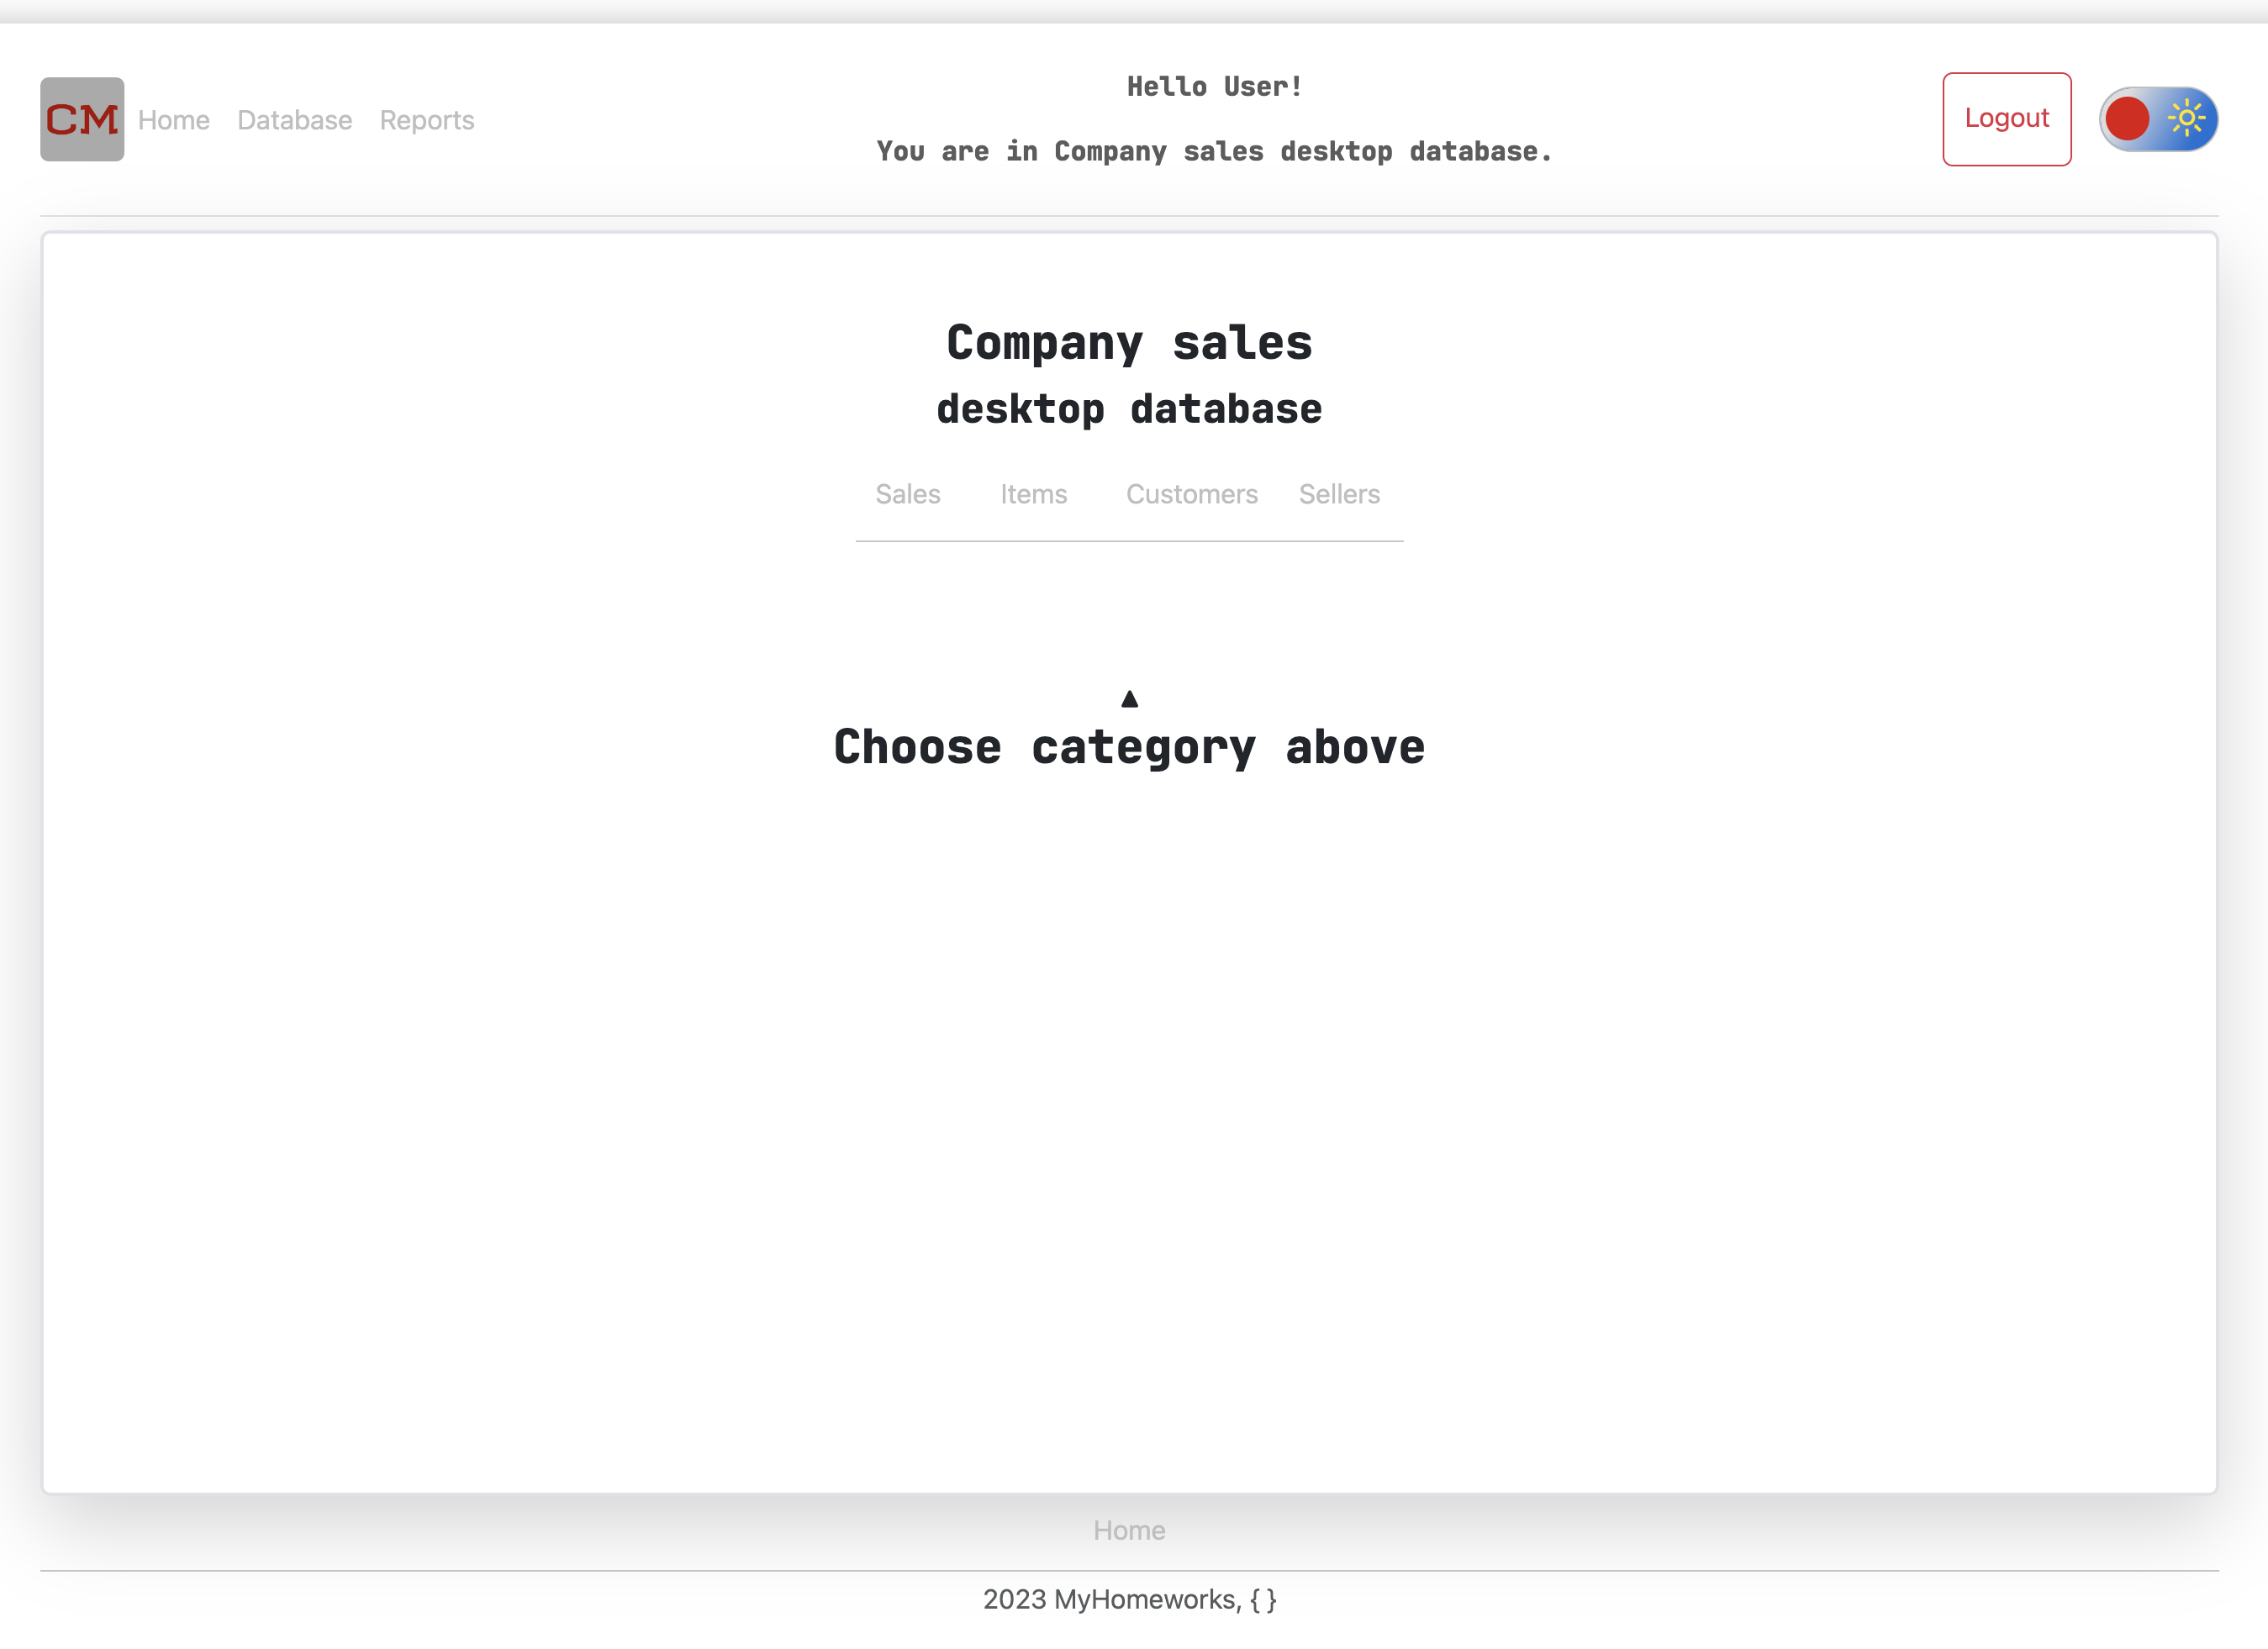 CM Home Database Reports
Hello User!
You are in Company sales desktop database.
Logout
Company sales
desktop database
Sales Items Customers Sellers
▲
Choose category above
Home
2023 MyHomeworks, { }